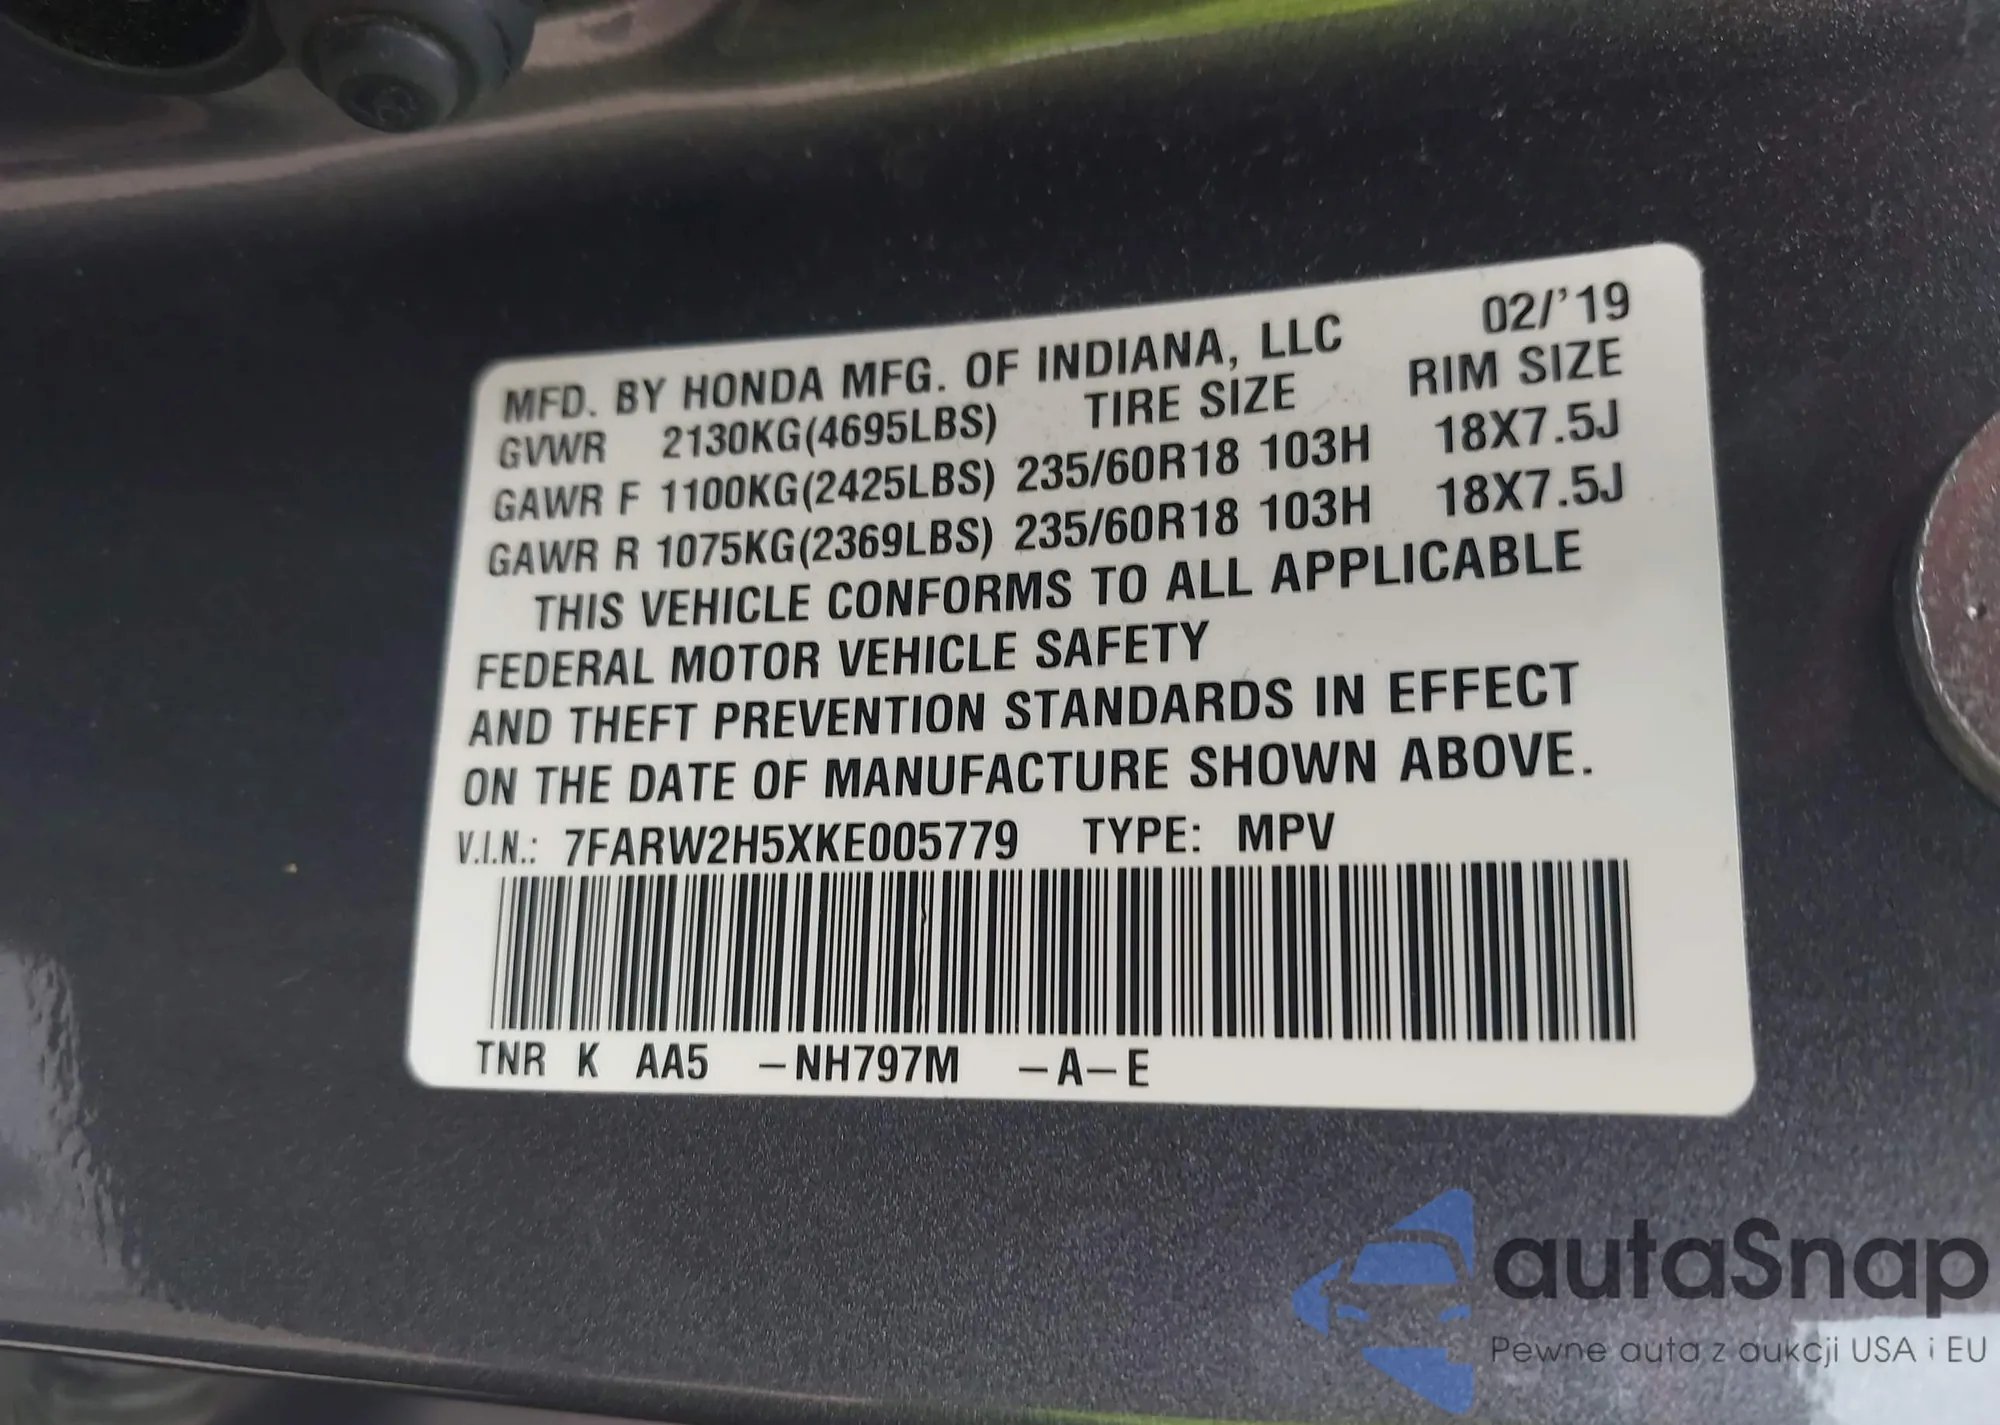 02/'19
MFD. BY HONDA MFG. OF INDIANA, LLC
GVWR 2130KG(4695LBS) TIRE SIZE RIM SIZE
GAWR F 1100KG(2425LBS) 235/60R18 103H 18X7.5J
GAWR R 1075KG(2369LBS) 235/60R18 103H 18X7.5J
THIS VEHICLE CONFORMS TO ALL APPLICABLE
FEDERAL MOTOR VEHICLE SAFETY
AND THEFT PREVENTION STANDARDS IN EFFECT
ON THE DATE OF MANUFACTURE SHOWN ABOVE.
V.I.N.: 7FARW2H5XKE005779 TYPE: MPV
TNR K AA5 -NH797M -A-E
autaSnap
Pewne auta z aukcji USA i EU